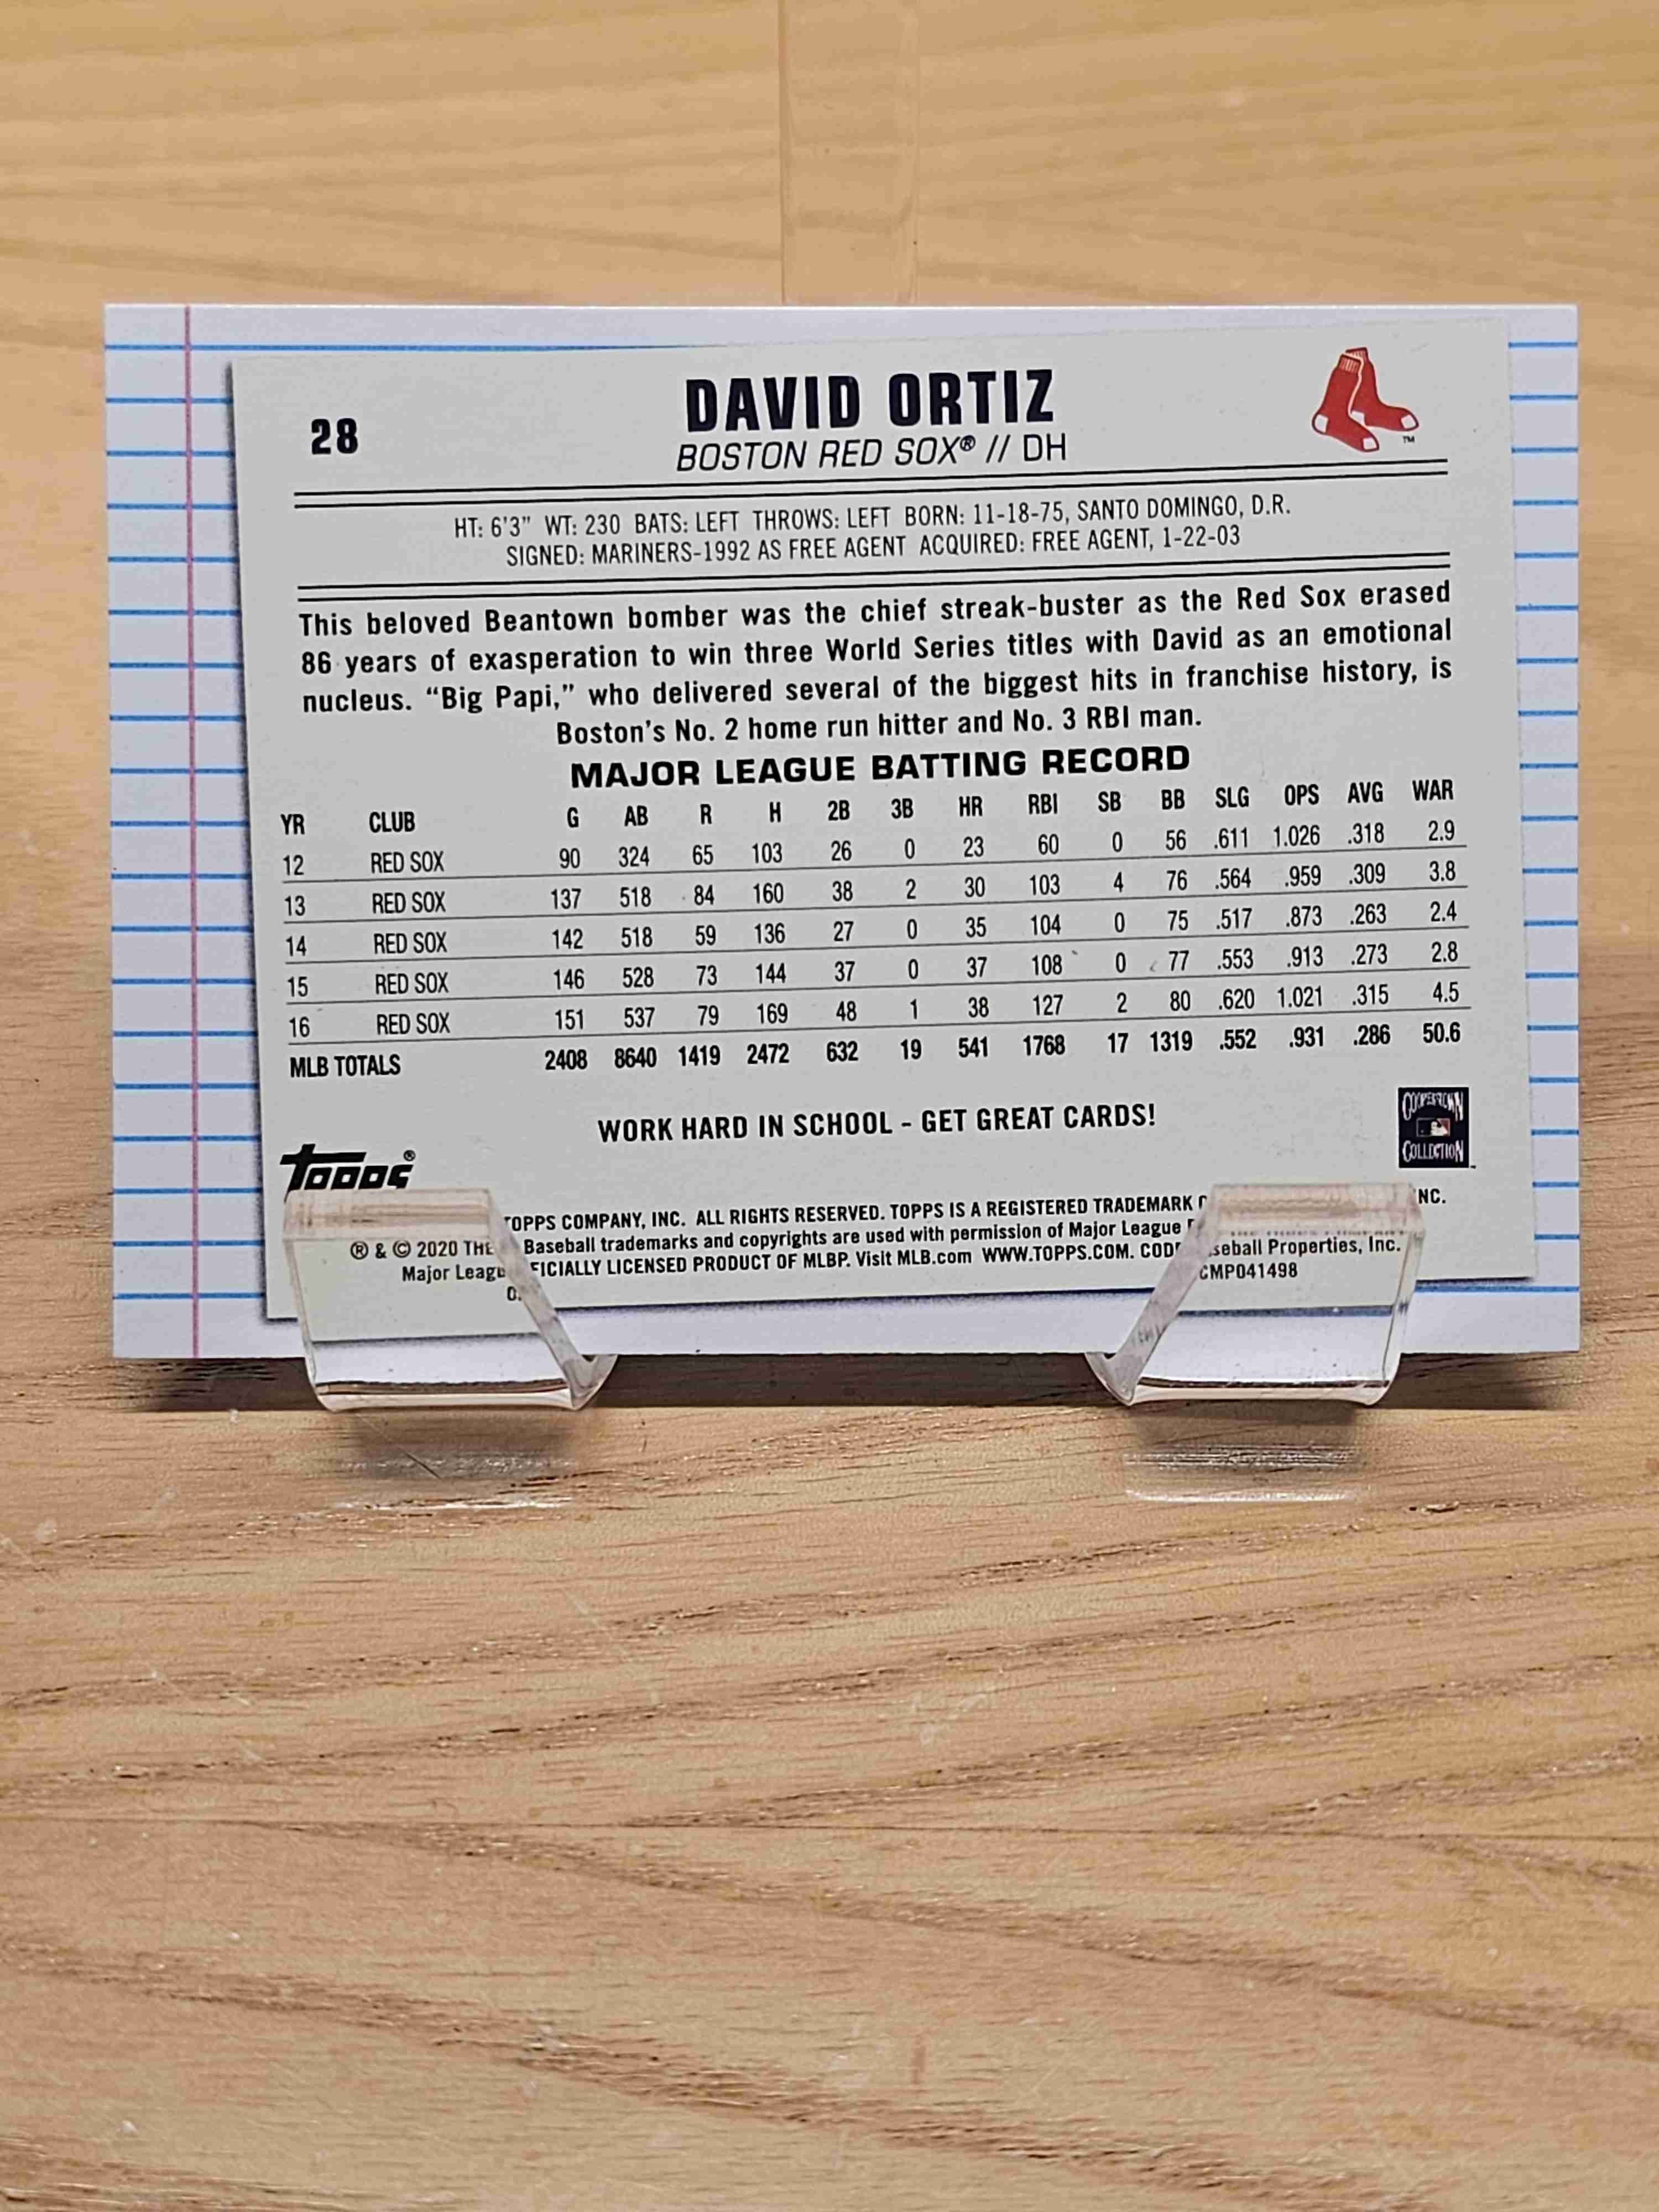 28
DAVID ORTIZ
BOSTON RED SOX® // DH
TM
HT: 6'3" WT: 230 BATS: LEFT THROWS: LEFT BORN: 11-18-75, SANTO DOMINGO, D.R.
SIGNED: MARINERS-1992 AS FREE AGENT ACQUIRED: FREE AGENT, 1-22-03
This beloved Beantown bomber was the chief streak-buster as the Red Sox erased
86 years of exasperation to win three World Series titles with David as an emotional
nucleus. “Big Papi,” who delivered several of the biggest hits in franchise history, is
Boston's No. 2 home run hitter and No. 3 RBI man.
MAJOR LEAGUE BATTING RECORD
YR CLUB G AB R H 2B 3B HR RBI SB BB SLG OPS AVG WAR
12 RED SOX 90 324 65 103 26 0 23 60 0 56 .611 1.026 .318 2.9
13 RED SOX 137 518 84 160 38 2 30 103 4 76 .564 .959 .309 3.8
14 RED SOX 142 518 59 136 27 0 35 104 0 75 .517 .873 .263 2.4
15 RED SOX 146 528 73 144 37 0 37 108 0 77 .553 .913 .273 2.8
16 RED SOX 151 537 79 169 48 1 38 127 2 80 .620 1.021 .315 4.5
MLB TOTALS 2408 8640 1419 2472 632 19 541 1768 17 1319 .552 .931 .286 50.6
WORK HARD IN SCHOOL - GET GREAT CARDS!
COOPERSTOWN
COLLECTION
Topps®
® & © 2020 THE TOPPS COMPANY, INC. ALL RIGHTS RESERVED. TOPPS IS A REGISTERED TRADEMARK INC.
Major League Baseball trademarks and copyrights are used with permission of Major League Baseball Properties, Inc.
OFFICIALLY LICENSED PRODUCT OF MLBP. Visit MLB.com WWW.TOPPS.COM. CODE CMP041498